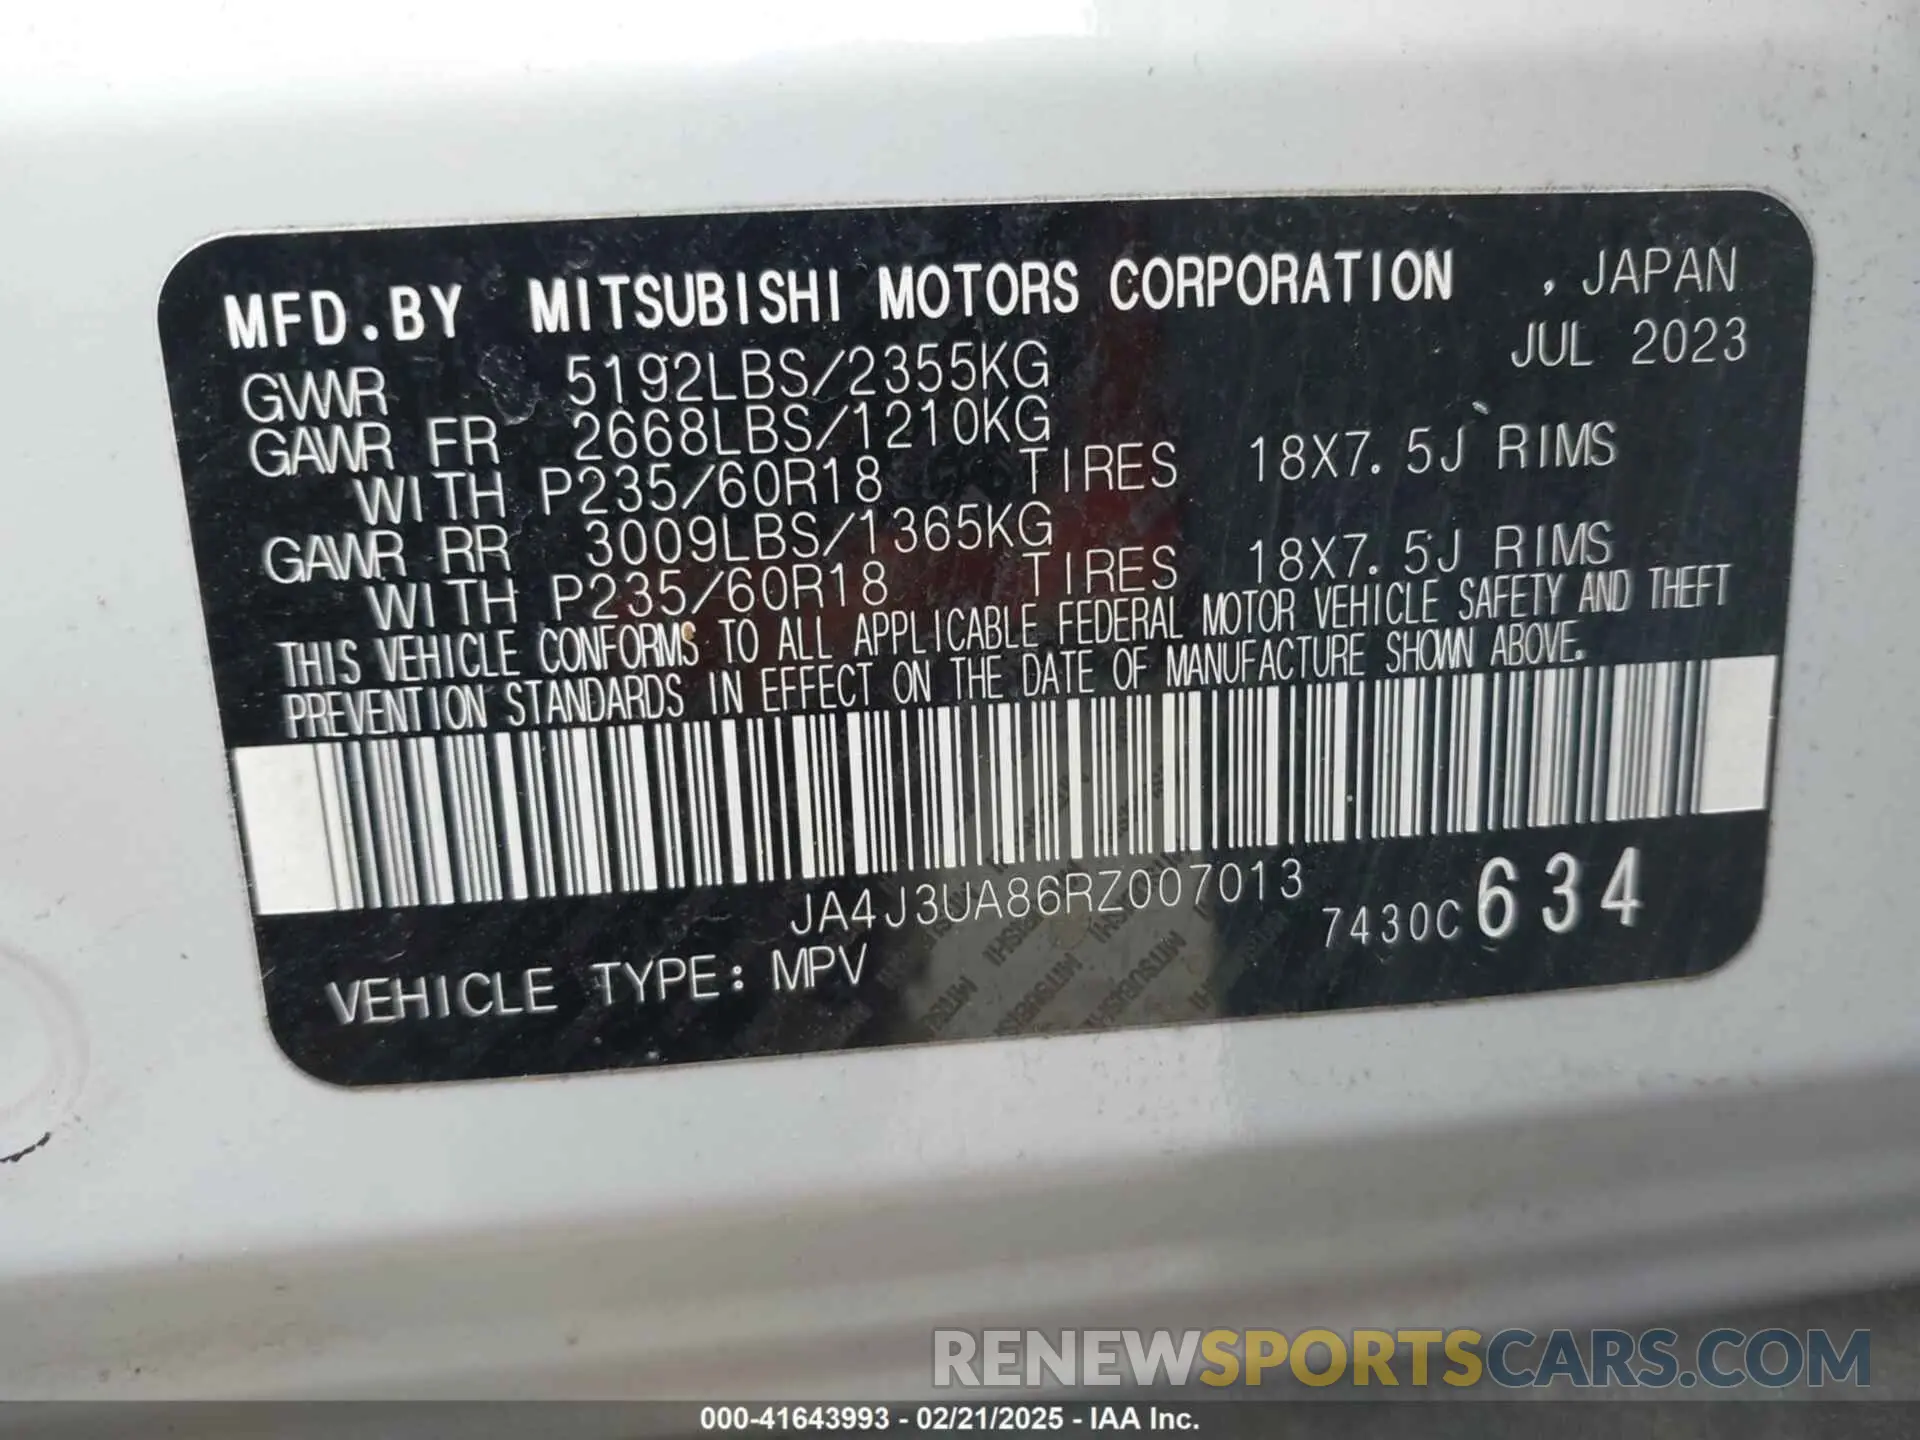 MFD.BY MITSUBISHI MOTORS CORPORATION , JAPAN
JUL 2023
GVWR 5192LBS/2355KG
GAWR FR 2668LBS/1210KG
WITH P235/60R18 TIRES 18X7.5J RIMS
GAWR RR 3009LBS/1365KG
WITH P235/60R18 TIRES 18X7.5J RIMS
THIS VEHICLE CONFORMS TO ALL APPLICABLE FEDERAL MOTOR VEHICLE SAFETY AND THEFT
PREVENTION STANDARDS IN EFFECT ON THE DATE OF MANUFACTURE SHOWN ABOVE.
JA4J3UA86RZ007013
7430C 634
VEHICLE TYPE: MPV
RENEWSPORTSCARS.COM
000-41643993 - 02/21/2025 - IAA Inc.